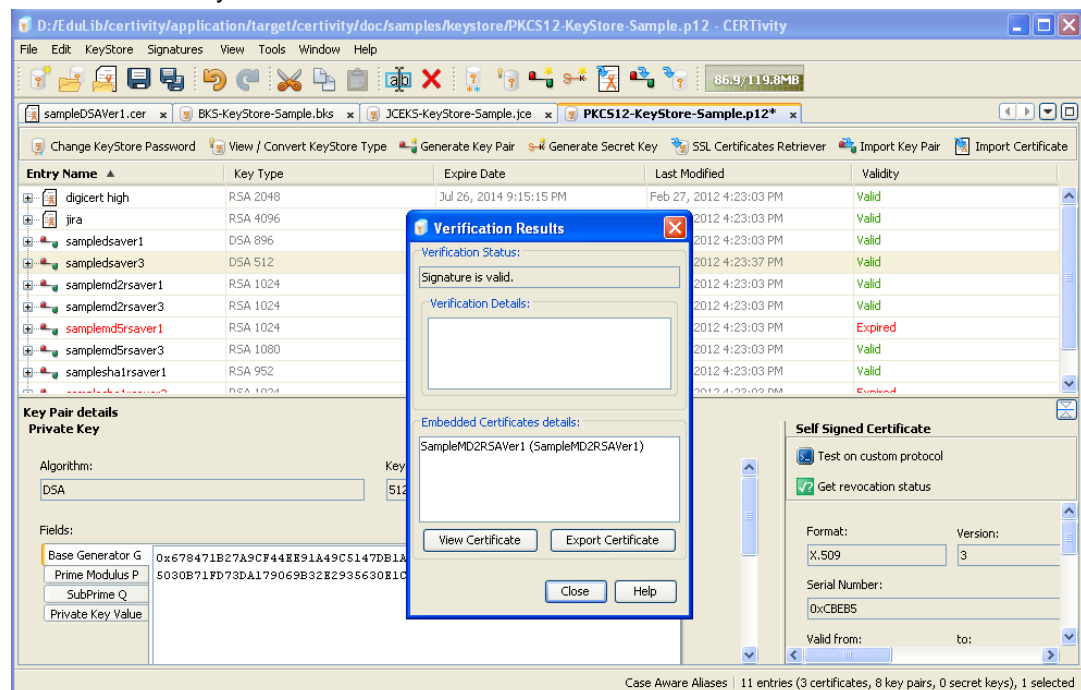 D:/EduLib/certivity/application/target/certivity/doc/samples/keystore/PKCS12-KeyStore-Sample.p12 - CERTivity
File Edit KeyStore Signatures View Tools Window Help
86.9/119.8MB
sampleDSAVer1.cer x BKS-KeyStore-Sample.bks x JCEKS-KeyStore-Sample.jce x PKCS12-KeyStore-Sample.p12* x
Change KeyStore Password View / Convert KeyStore Type Generate Key Pair Generate Secret Key SSL Certificates Retriever Import Key Pair Import Certificate
Entry Name Key Type Expire Date Last Modified Validity
digicert high RSA 2048 Jul 26, 2014 9:15:15 PM Feb 27, 2012 4:23:03 PM Valid
jira RSA 4096 2012 4:23:03 PM Valid
sampledsaver1 DSA 896 2012 4:23:03 PM Valid
sampledsaver3 DSA 512 2012 4:23:37 PM Valid
samplemd2rsaver1 RSA 1024 2012 4:23:03 PM Valid
samplemd2rsaver3 RSA 1024 2012 4:23:03 PM Valid
samplemd5rsaver1 RSA 1024 2012 4:23:03 PM Expired
samplemd5rsaver3 RSA 1080 2012 4:23:03 PM Valid
samplesha1rsaver1 RSA 952 2012 4:23:03 PM Valid
Verification Results
Verification Status:
Signature is valid.
Verification Details:
Embedded Certificates details:
SampleMD2RSAVer1 (SampleMD2RSAVer1)
View Certificate Export Certificate
Close Help
Key Pair details
Private Key
Algorithm: Key
DSA 512
Fields:
Base Generator G 0x678471B27A9CF44EE91A49C5147DB1A
Prime Modulus P 5030B71FD73DA179069B32E2935630E1C
SubPrime Q
Private Key Value
Self Signed Certificate
Test on custom protocol
Get revocation status
Format: Version:
X.509 3
Serial Number:
0xCBEB5
Valid from: to:
Case Aware Aliases 11 entries (3 certificates, 8 key pairs, 0 secret keys), 1 selected